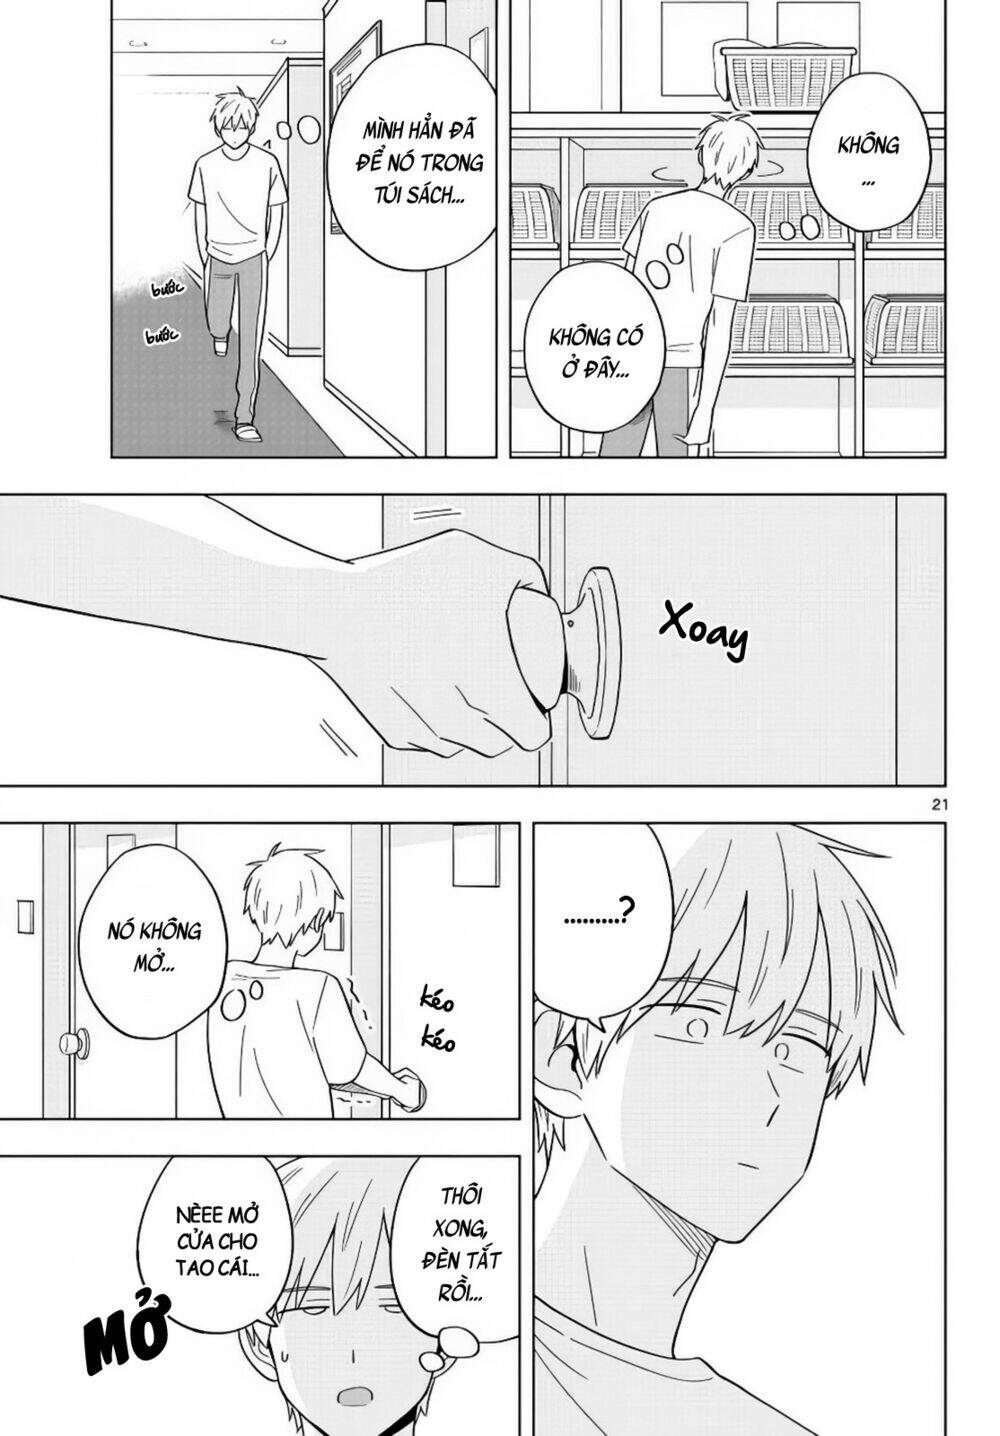 KHÔNG
...
KHÔNG CÓ
Ở ĐÂY...
MÌNH HẲN ĐÃ
ĐỂ NÓ TRONG
TÚI SÁCH...
bước
bước
Xoay
21
..........?
NÓ KHÔNG
MỞ...
kéo
kéo
THÔI
XONG,
ĐÈN TẮT
RỒI...
NÈEE MỞ
CỬA CHO
TAO CÁI...
MỞ